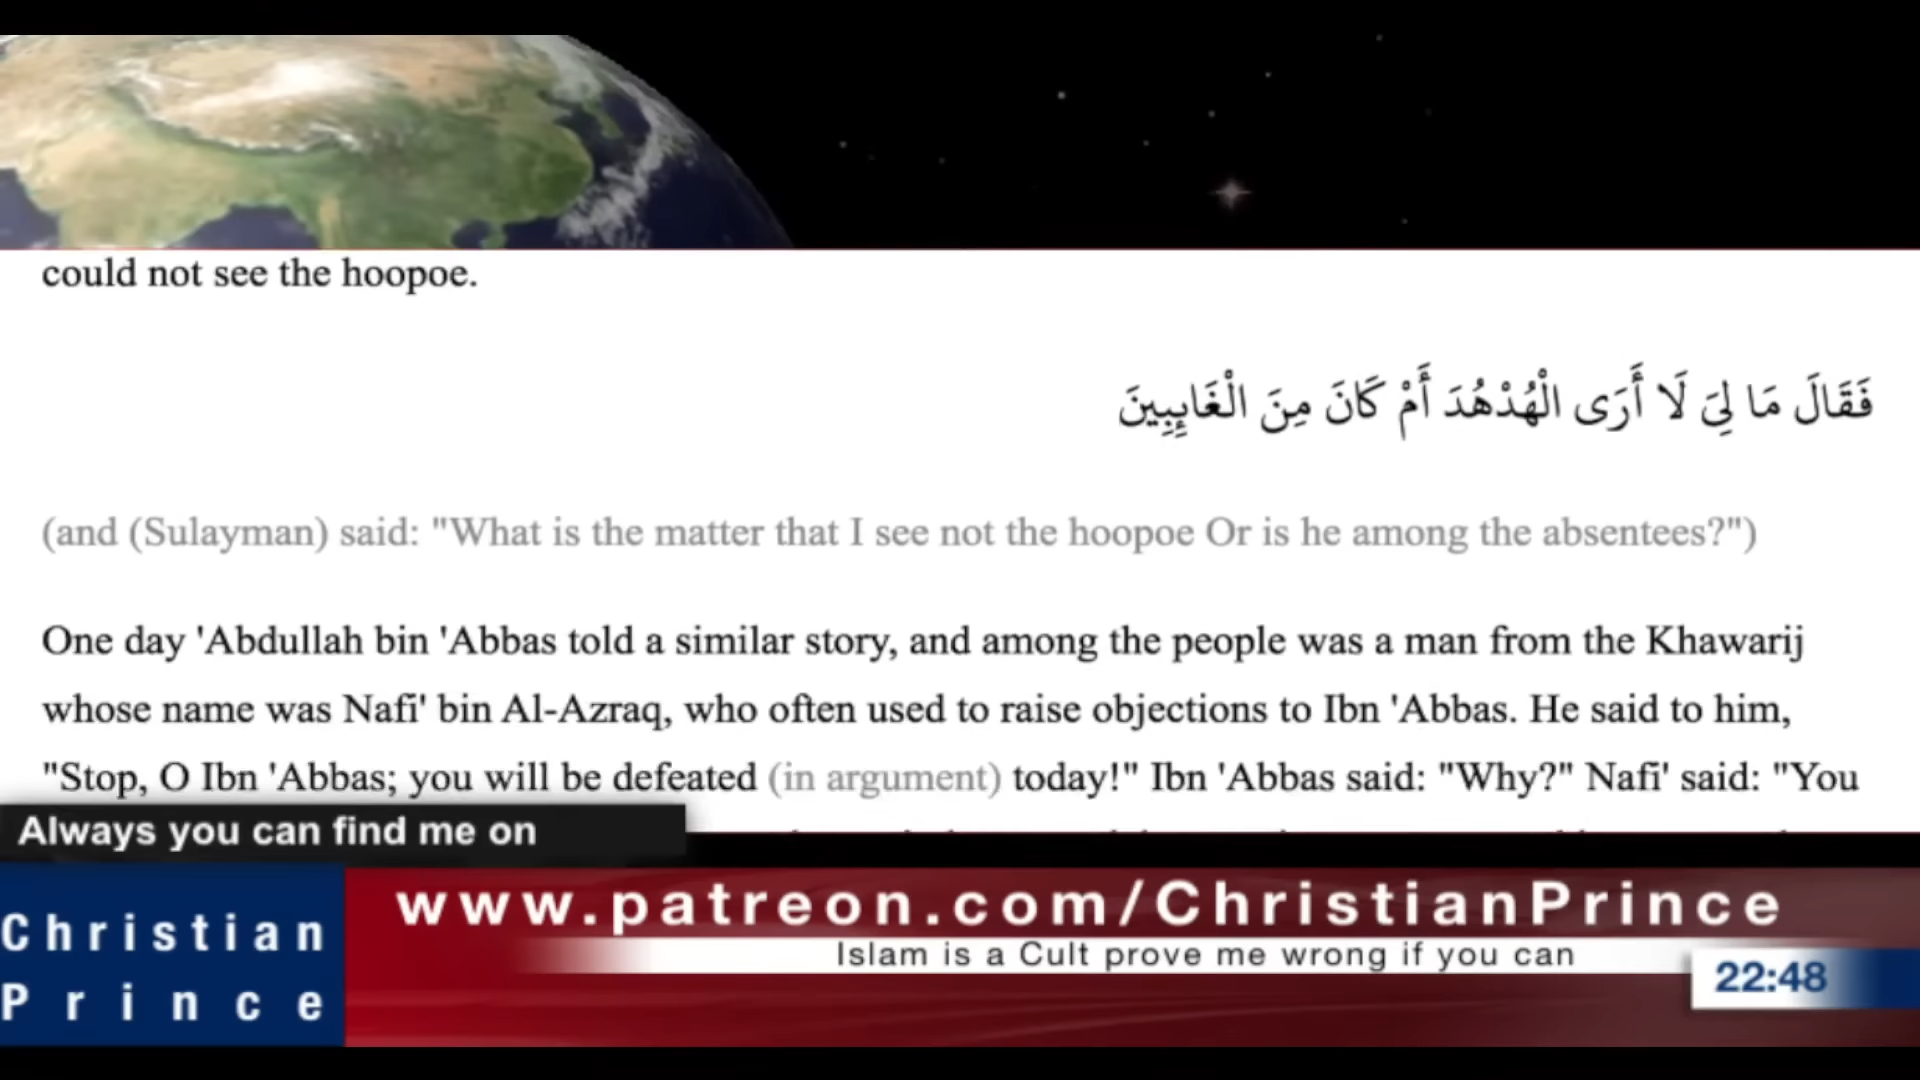 could not see the hoopoe.
فَقَالَ مَا لِيَ لَا أَرَى الْهُدْهُدَ أَمْ كَانَ مِنَ الْغَايِبِينَ
(and (Sulayman) said: "What is the matter that I see not the hoopoe Or is he among the absentees?")
One day 'Abdullah bin 'Abbas told a similar story, and among the people was a man from the Khawarij
whose name was Nafi' bin Al-Azraq, who often used to raise objections to Ibn 'Abbas. He said to him,
"Stop, O Ibn 'Abbas; you will be defeated (in argument) today!" Ibn 'Abbas said: "Why?" Nafi' said: "You
Always you can find me on
Christian
Prince
www.patreon.com/ChristianPrince
Islam is a Cult prove me wrong if you can
22:48